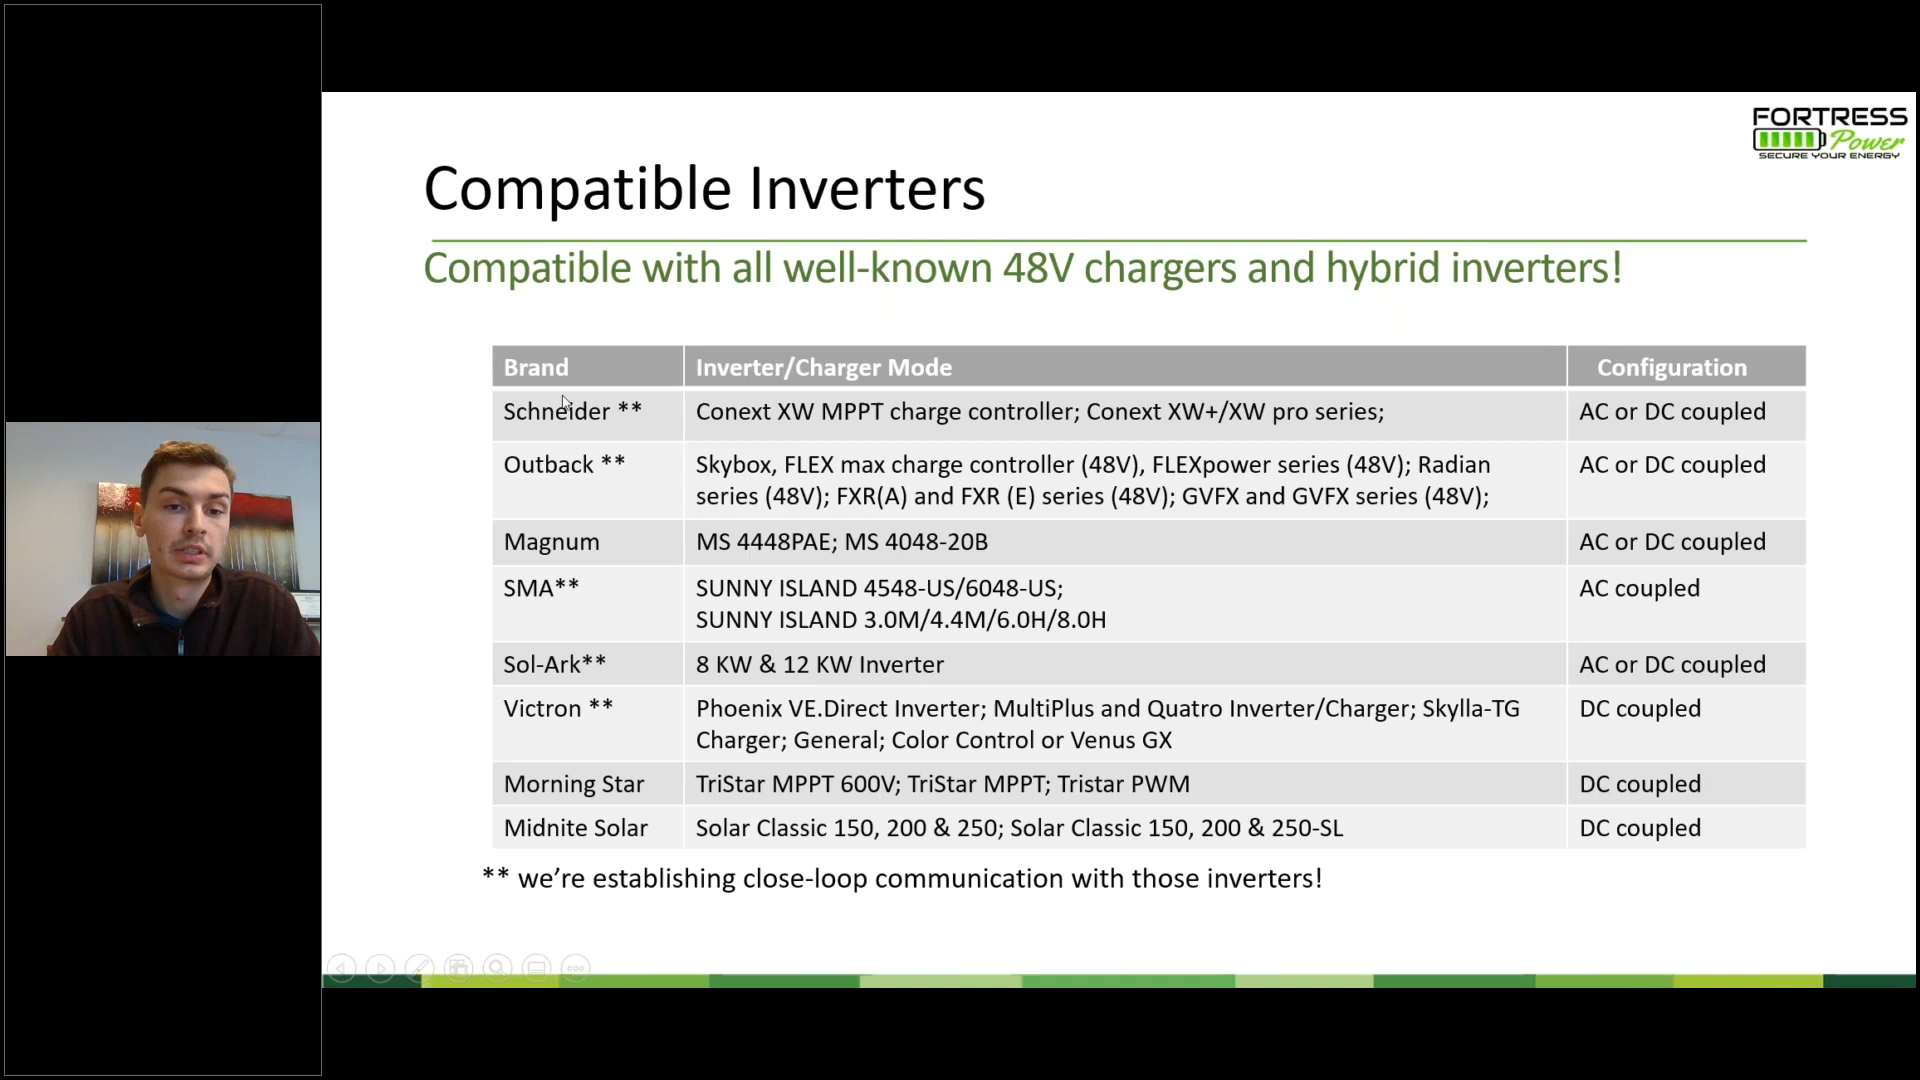 FORTRESS
Power
SECURE YOUR ENERGY
Compatible Inverters
Compatible with all well-known 48V chargers and hybrid inverters!
Brand Inverter/Charger Mode Configuration
Schneider ** Conext XW MPPT charge controller; Conext XW+/XW pro series; AC or DC coupled
Outback ** Skybox, FLEX max charge controller (48V), FLEXpower series (48V); Radian AC or DC coupled
series (48V); FXR(A) and FXR (E) series (48V); GVFX and GVFX series (48V);
Magnum MS 4448PAE; MS 4048-20B AC or DC coupled
SMA** SUNNY ISLAND 4548-US/6048-US; AC coupled
SUNNY ISLAND 3.0M/4.4M/6.0H/8.0H
Sol-Ark** 8 KW & 12 KW Inverter AC or DC coupled
Victron ** Phoenix VE.Direct Inverter; MultiPlus and Quatro Inverter/Charger; Skylla-TG DC coupled
Charger; General; Color Control or Venus GX
Morning Star TriStar MPPT 600V; TriStar MPPT; Tristar PWM DC coupled
Midnite Solar Solar Classic 150, 200 & 250; Solar Classic 150, 200 & 250-SL DC coupled
** we're establishing close-loop communication with those inverters!